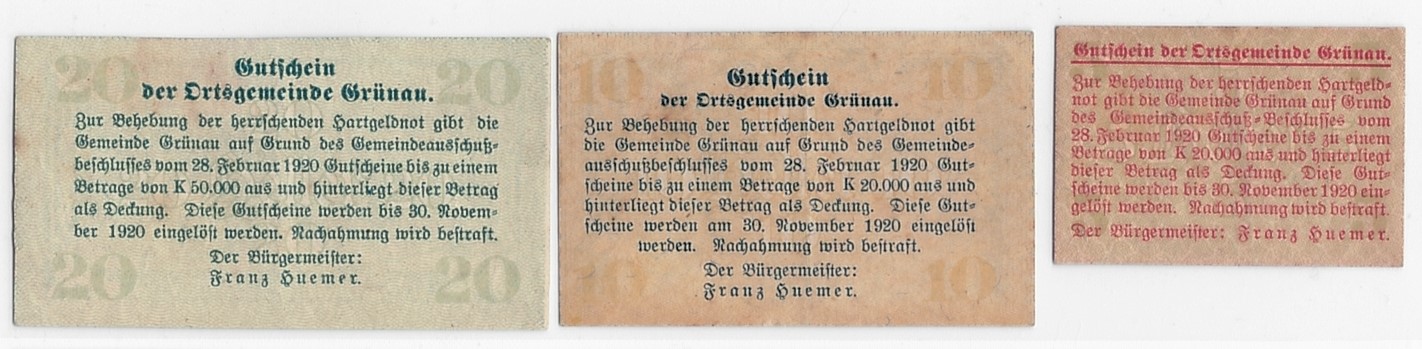 20 20
Gutschein
der Ortsgemeinde Grünau.
Zur Behebung der herrschenden Hartgeldnot gibt die
Gemeinde Grünau auf Grund des Gemeindeausschuß=
beschlusses vom 28. Februar 1920 Gutscheine bis zu einem
Betrage von K 50.000 aus und hinterliegt dieser Betrag
als Deckung. Diese Gutscheine werden bis 30. Novem=
ber 1920 eingelöst werden. Nachahmung wird bestraft.
Der Bürgermeister:
Franz Huemer.
20 20
10 10
Gutschein
der Ortsgemeinde Grünau.
Zur Behebung der herrschenden Hartgeldnot gibt
die Gemeinde Grünau auf Grund des Gemeinde=
ausschußbeschlusses vom 28. Februar 1920 Gut=
scheine bis zu einem Betrage von K 20.000 aus und
hinterliegt dieser Betrag als Deckung. Diese Gut=
scheine werden am 30. November 1920 eingelöst
werden. Nachahmung wird bestraft.
Der Bürgermeister:
Franz Huemer.
10 10
Gutschein der Ortsgemeinde Grünau.
Zur Behebung der herrschenden Hartgeld=
not gibt die Gemeinde Grünau auf Grund
des Gemeindeausschuß=Beschlusses vom
28. Februar 1920 Gutscheine bis zu einem
Betrage von K 20.000 aus und hinterliegt
dieser Betrag als Deckung. Diese Gut=
scheine werden bis 30. November 1920 ein=
gelöst werden. Nachahmung wird bestraft.
Der Bürgermeister: Franz Huemer.